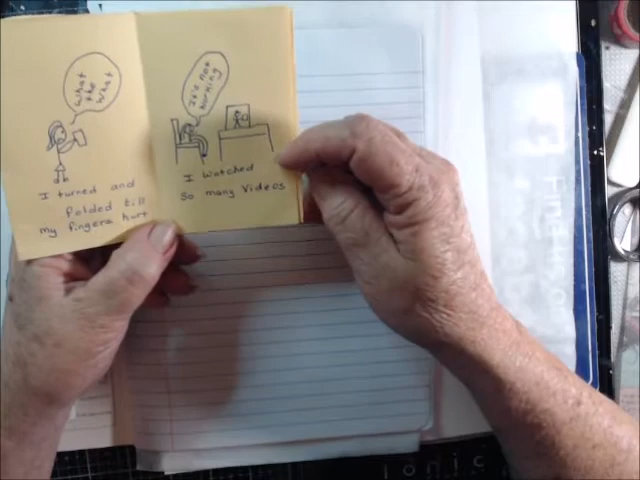 What
the
What
I turned and
folded till
my fingers hurt
It's Not
Working
I watched
So many Videos